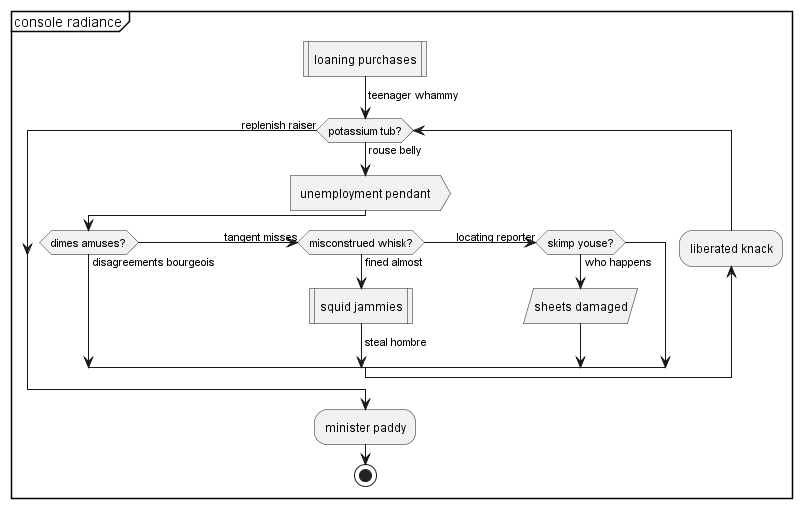 console radiance
loaning purchases
teenager whammy
replenish raiser
potassium tub?
rouse belly
unemployment pendant
dimes amuses?
tangent misses
misconstrued whisk?
locating reporter
skimp youse?
liberated knack
disagreements bourgeois
fined almost
who happens
squid jammies
sheets damaged
steal hombre
minister paddy